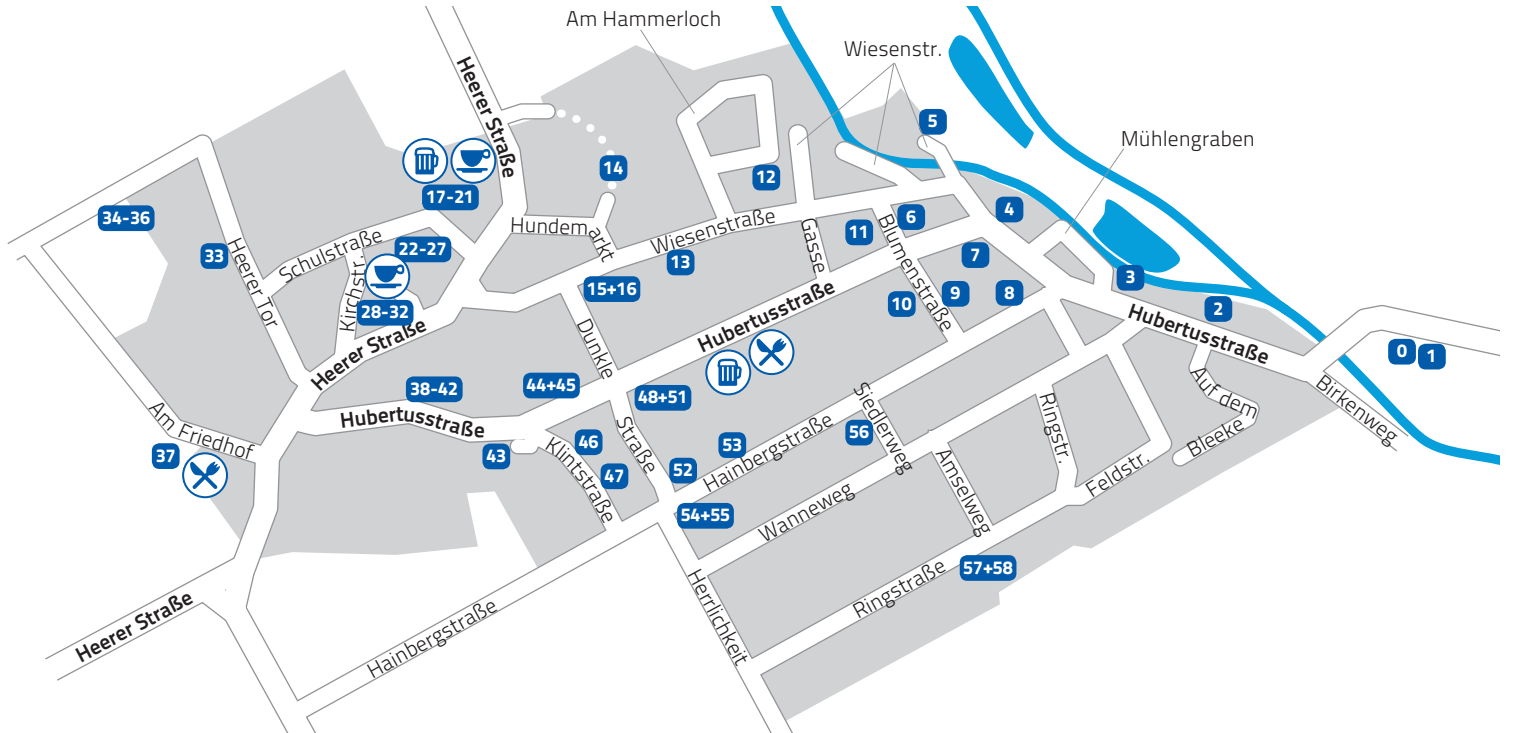 Am Hammerloch
Wiesenstr.
Heerer Straße
5
Mühlengraben
14
12
17-21
34-36
4
6
Hundemarkt
Wiesenstraße
Gasse
11
Blumenstraße
33
Heerer Tor
Schulstraße
22-27
Kirchstr.
7
13
3
15+16
28-32
10
9
8
2
Hubertusstraße
Hubertusstraße
Heerer Straße
Dunkle
Straße
0
1
38-42
44+45
48+51
Siedlerweg
Ringstr.
Auf dem
Bleeke
Birkenweg
Am Friedhof
Hubertusstraße
37
43
46
Klintstraße
47
53
56
52
Hainbergstraße
Amselweg
Feldstr.
54+55
Wanneweg
57+58
Ringstraße
Herrlichkeit
Heerer Straße
Hainbergstraße